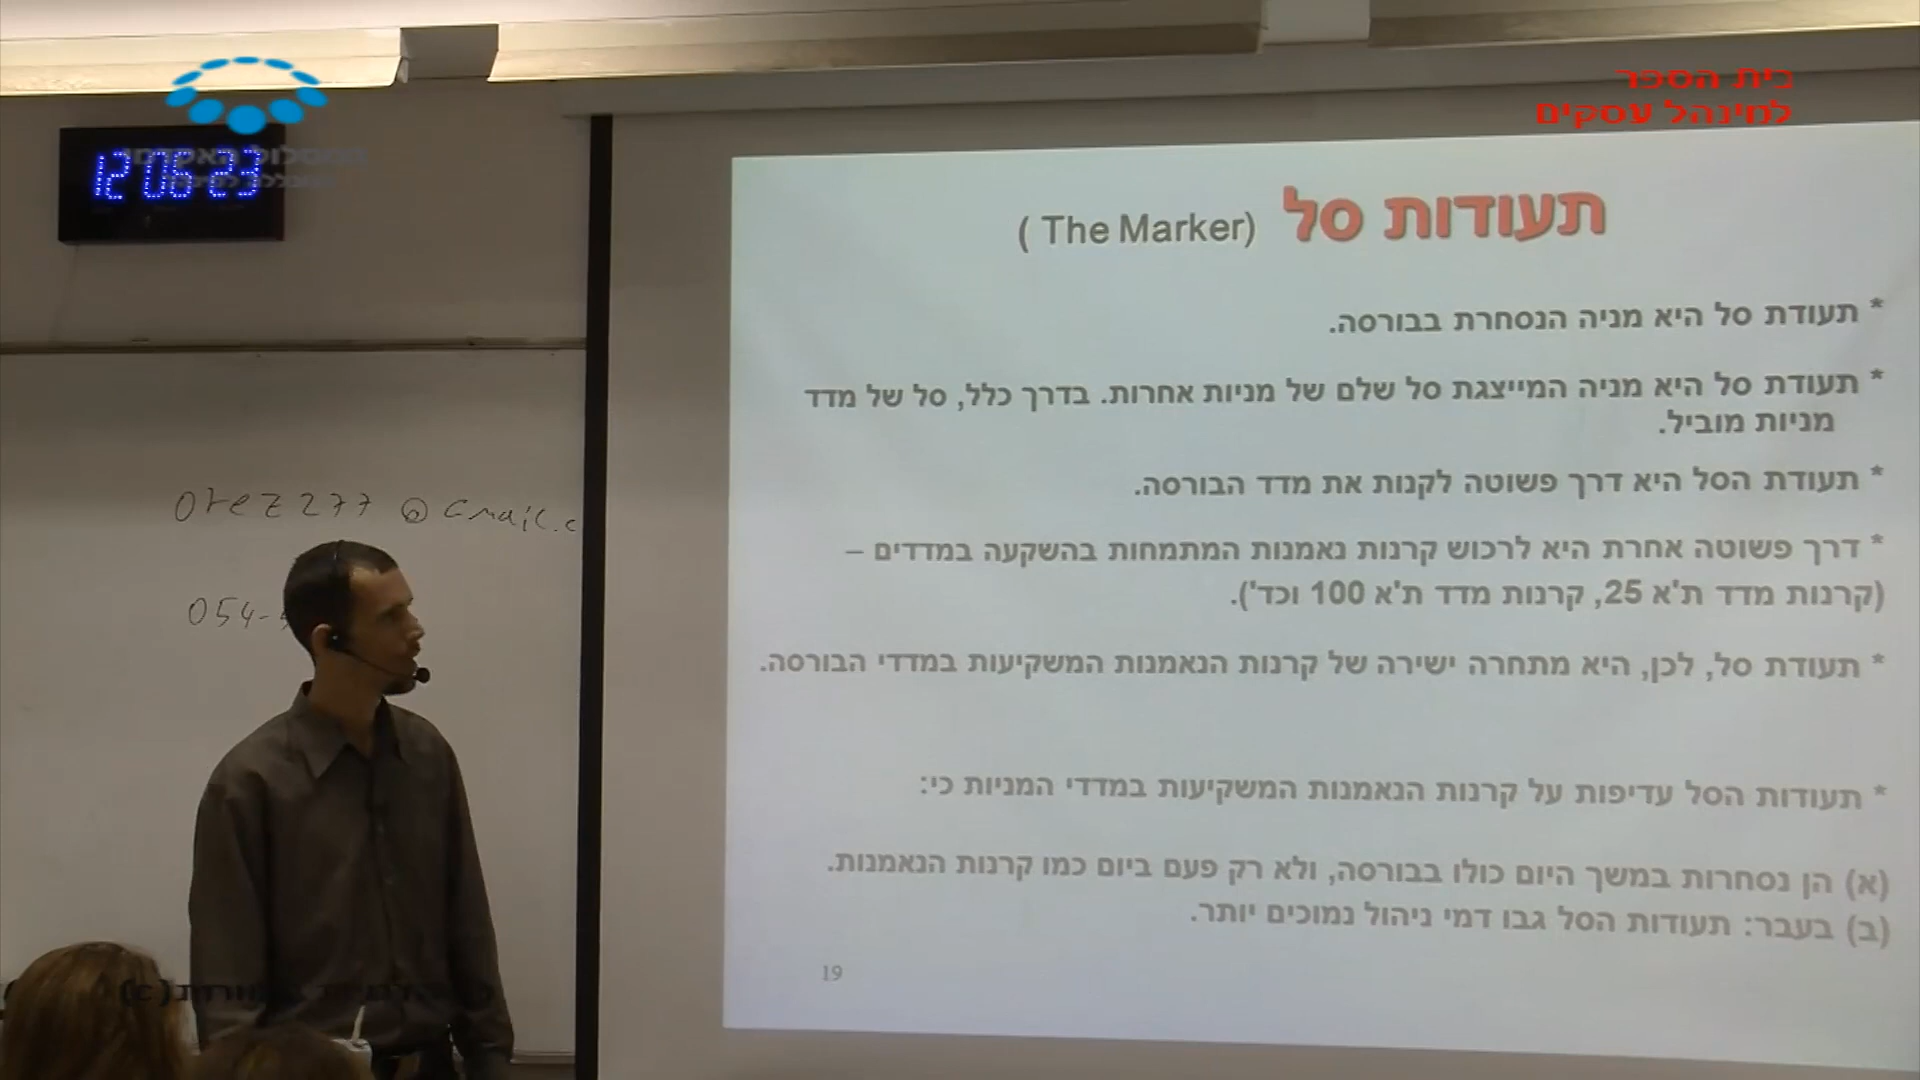 בית הספר
למינהל עסקים
12 06 23
תעודות סל (The Marker )
* תעודת סל היא מניה הנסחרת בבורסה.
* תעודת סל היא מניה המייצגת סל שלם של מניות אחרות. בדרך כלל, סל של מדד
מניות מוביל.
* תעודת הסל היא דרך פשוטה לקנות את מדד הבורסה.
* דרך פשוטה אחרת היא לרכוש קרנות נאמנות המתמחות בהשקעה במדדים –
(קרנות מדד ת'א 25, קרנות מדד ת'א 100 וכד').
* תעודת סל, לכן, היא מתחרה ישירה של קרנות הנאמנות המשקיעות במדדי הבורסה.
* תעודות הסל עדיפות על קרנות הנאמנות המשקיעות במדדי המניות כי:
(א) הן נסחרות במשך היום כולו בבורסה, ולא רק פעם ביום כמו קרנות הנאמנות.
(ב) בעבר: תעודות הסל גבו דמי ניהול נמוכים יותר.
19
orez277@Gmail.c
054-